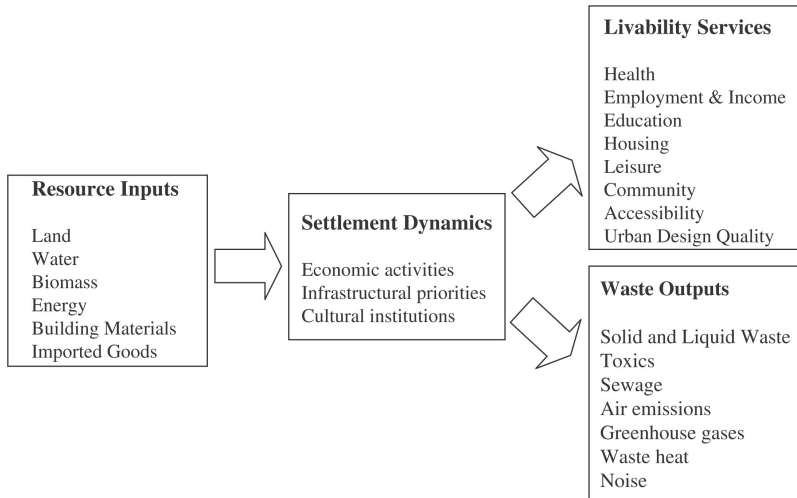 Resource Inputs
Land
Water
Biomass
Energy
Building Materials
Imported Goods
Settlement Dynamics
Economic activities
Infrastructural priorities
Cultural institutions
Livability Services
Health
Employment & Income
Education
Housing
Leisure
Community
Accessibility
Urban Design Quality
Waste Outputs
Solid and Liquid Waste
Toxics
Sewage
Air emissions
Greenhouse gases
Waste heat
Noise